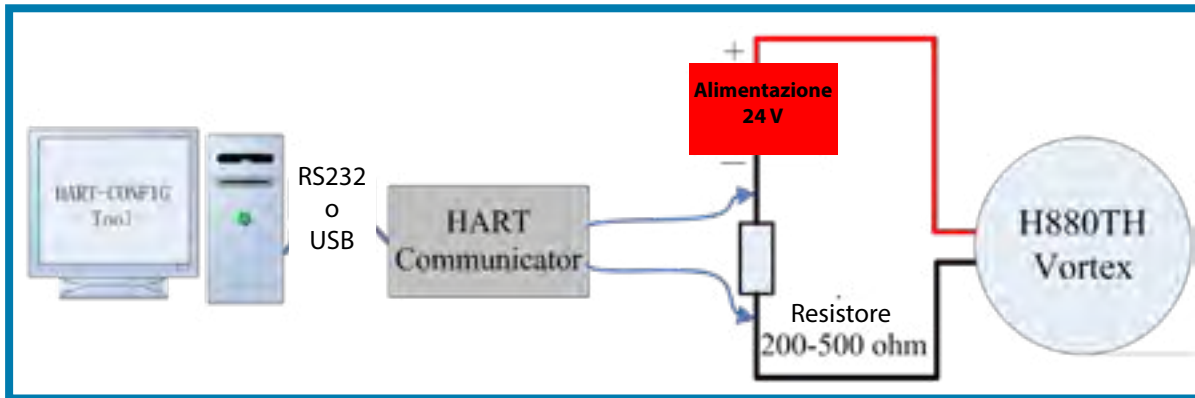 HART-CONFIG
Tool
RS232
o
USB
HART
Communicator
+
Alimentazione
24 V
—
Resistore
200-500 ohm
H880TH
Vortex